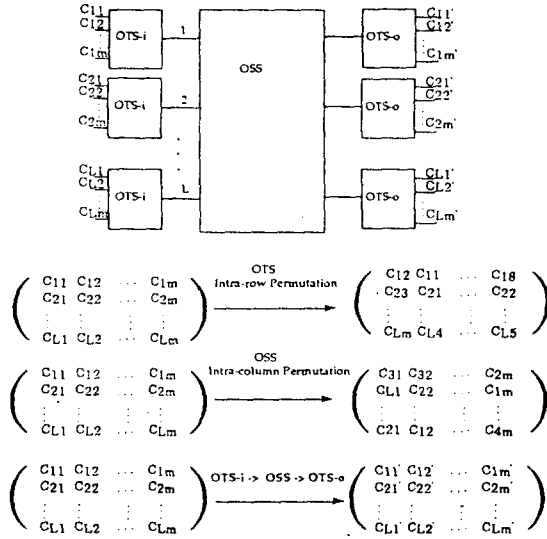 C11 C11'
C12 OTS-i 1 OTS-o C12'
C1m C1m'
OSS
C21 C21'
C22 OTS-i 2 OTS-o C22'
C2m C2m'
CL1 CL1'
CL2 OTS-i L OTS-o CL2'
CLm CLm'
OTS
Intra-row Permutation
C11 C12 ... C1m C12 C11 ... C18
C21 C22 ... C2m C23 C21 ... C22
CL1 CL2 ... CLm CLm CL4 ... CL5
OSS
Intra-column Permutation
C11 C12 ... C1m C31 C32 ... C2m
C21 C22 ... C2m CL1 C22 ... C1m
CL1 CL2 ... CLm C21 C12 ... C4m
OTS-i -> OSS -> OTS-o
C11 C12 ... C1m C11' C12' ... C1m'
C21 C22 ... C2m C21' C22' ... C2m'
CL1 CL2 ... CLm CL1' CL2' ... CLm'